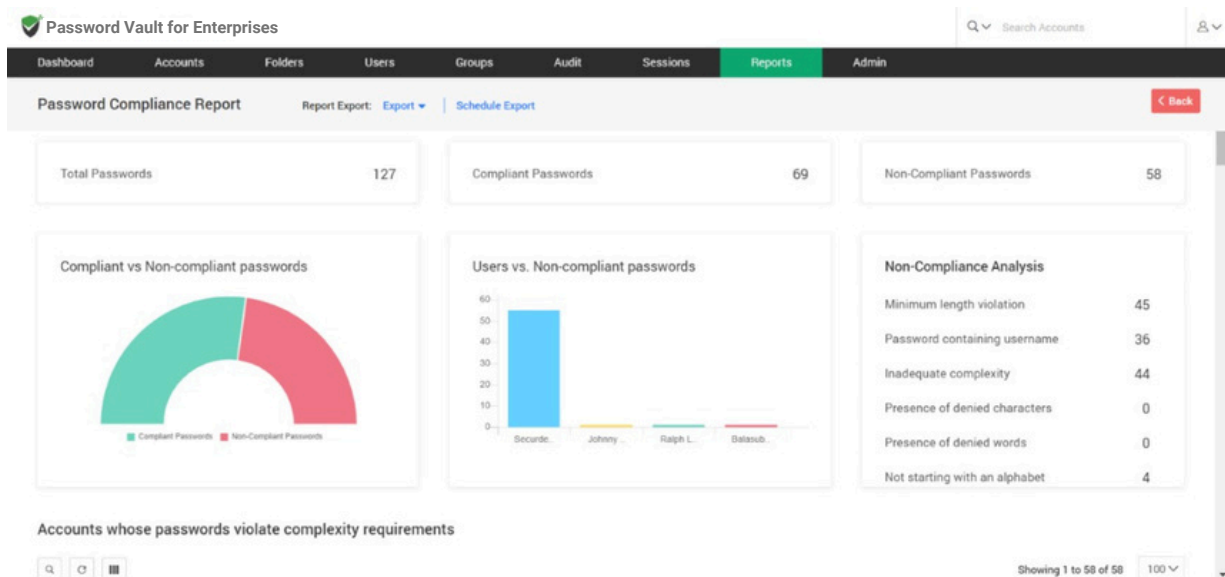 Password Vault for Enterprises
Search Accounts
Dashboard Accounts Folders Users Groups Audit Sessions Reports Admin
Password Compliance Report Report Export: Export Schedule Export < Back
Total Passwords 127
Compliant Passwords 69
Non-Compliant Passwords 58
Compliant vs Non-compliant passwords
Compliant Passwords Non-Compliant Passwords
Users vs. Non-compliant passwords
60
50
40
30
20
10
0
Securde... Johnny ... Ralph L... Balasub...
Non-Compliance Analysis
Minimum length violation 45
Password containing username 36
Inadequate complexity 44
Presence of denied characters 0
Presence of denied words 0
Not starting with an alphabet 4
Accounts whose passwords violate complexity requirements
Showing 1 to 58 of 58 100